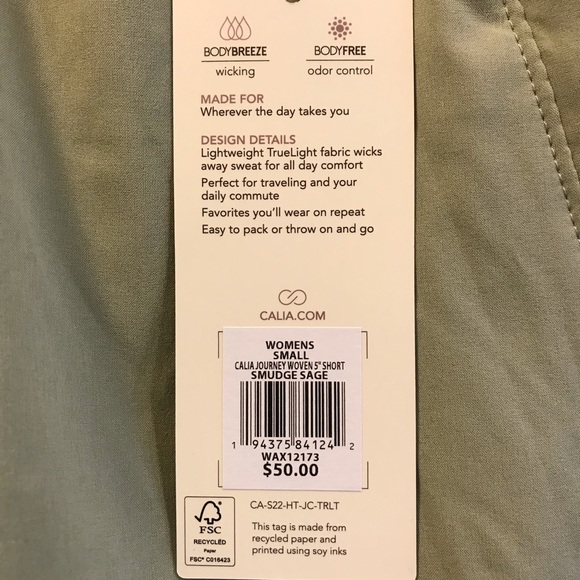 BODYBREEZE
wicking
BODYFREE
odor control
MADE FOR
Wherever the day takes you
DESIGN DETAILS
Lightweight TrueLight fabric wicks
away sweat for all day comfort
Perfect for traveling and your
daily commute
Favorites you'll wear on repeat
Easy to pack or throw on and go
CALIA.COM
WOMENS
SMALL
CALIA JOURNEY WOVEN 5" SHORT
SMUDGE SAGE
1 94375 84124 2
WAX12173
$50.00
FSC
RECYCLED
Paper
FSC® C016423
CA-S22-HT-JC-TRLT
This tag is made from
recycled paper and
printed using soy inks